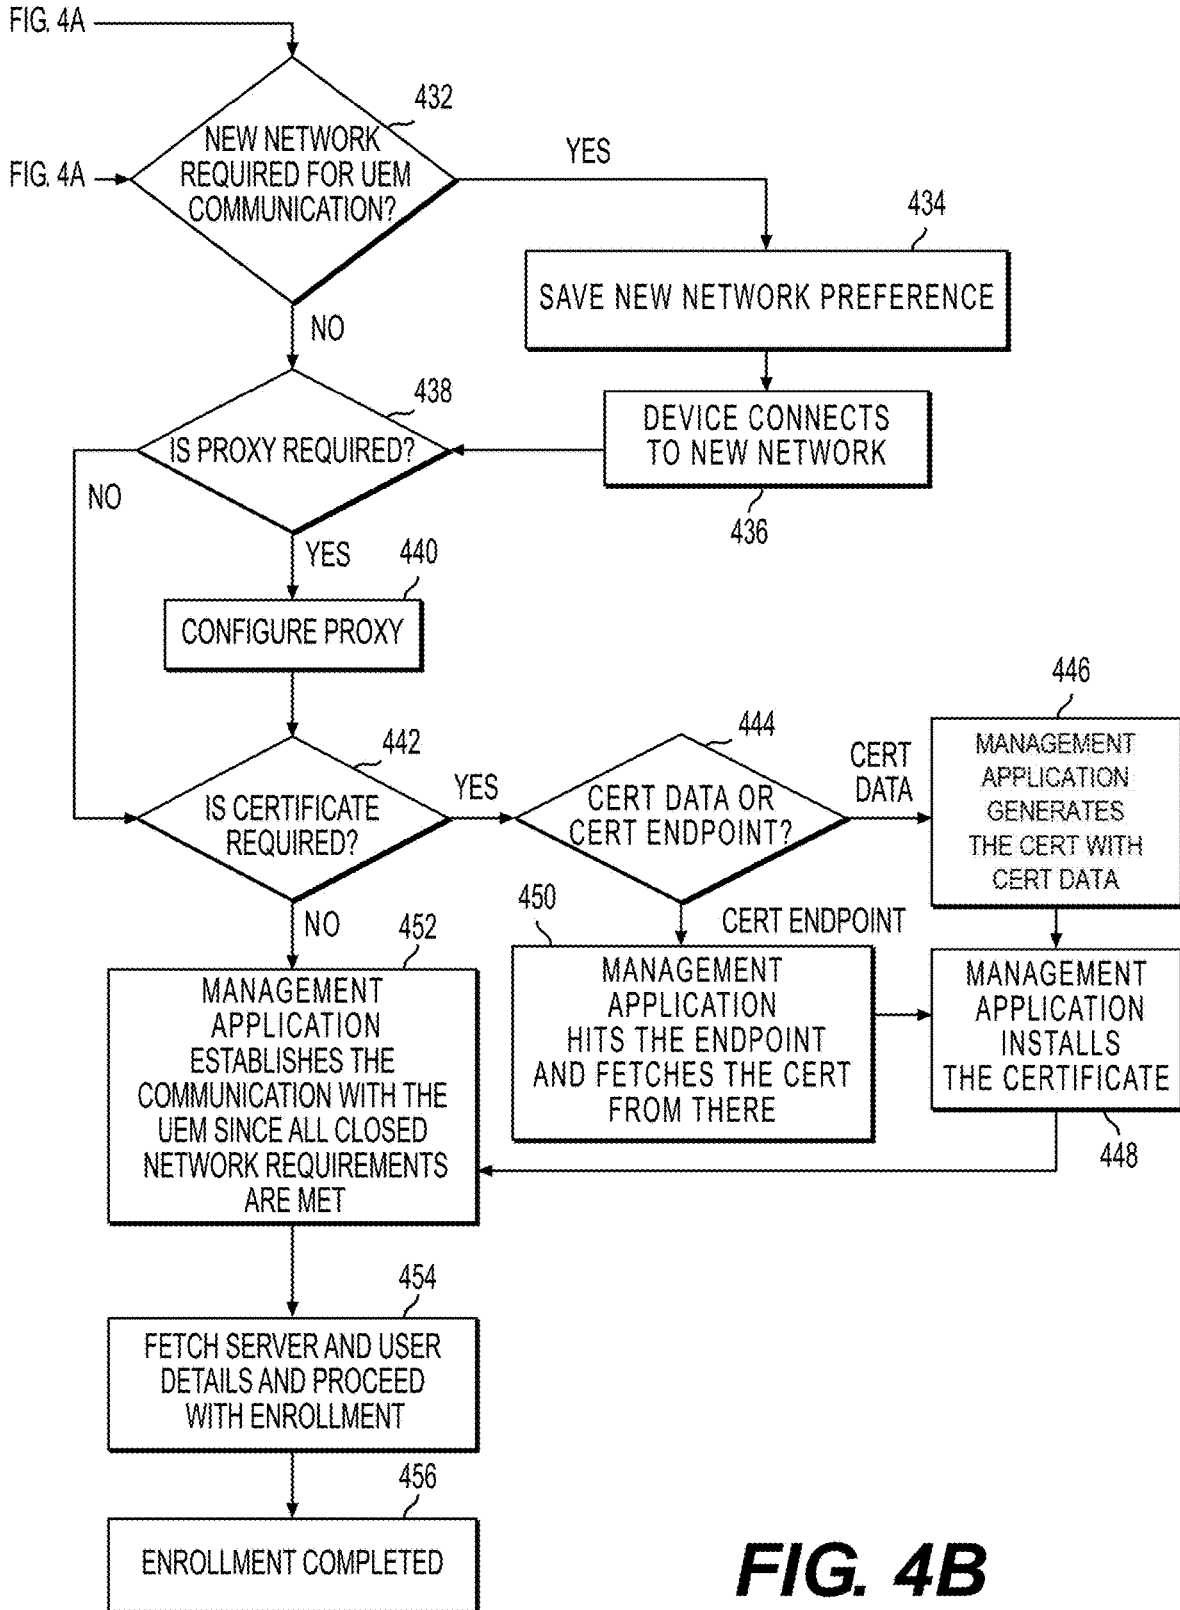 FIG. 4A
432
NEW NETWORK
REQUIRED FOR UEM
COMMUNICATION?
FIG. 4A
YES
434
SAVE NEW NETWORK PREFERENCE
NO
438
IS PROXY REQUIRED?
DEVICE CONNECTS
TO NEW NETWORK
436
NO
YES
440
CONFIGURE PROXY
442
IS CERTIFICATE
REQUIRED?
YES
444
CERT DATA OR
CERT ENDPOINT?
CERT
DATA
446
MANAGEMENT
APPLICATION
GENERATES
THE CERT WITH
CERT DATA
NO
452
MANAGEMENT
APPLICATION
ESTABLISHES THE
COMMUNICATION WITH THE
UEM SINCE ALL CLOSED
NETWORK REQUIREMENTS
ARE MET
450
CERT ENDPOINT
MANAGEMENT
APPLICATION
HITS THE ENDPOINT
AND FETCHES THE CERT
FROM THERE
MANAGEMENT
APPLICATION
INSTALLS
THE CERTIFICATE
448
454
FETCH SERVER AND USER
DETAILS AND PROCEED
WITH ENROLLMENT
456
ENROLLMENT COMPLETED
FIG. 4B